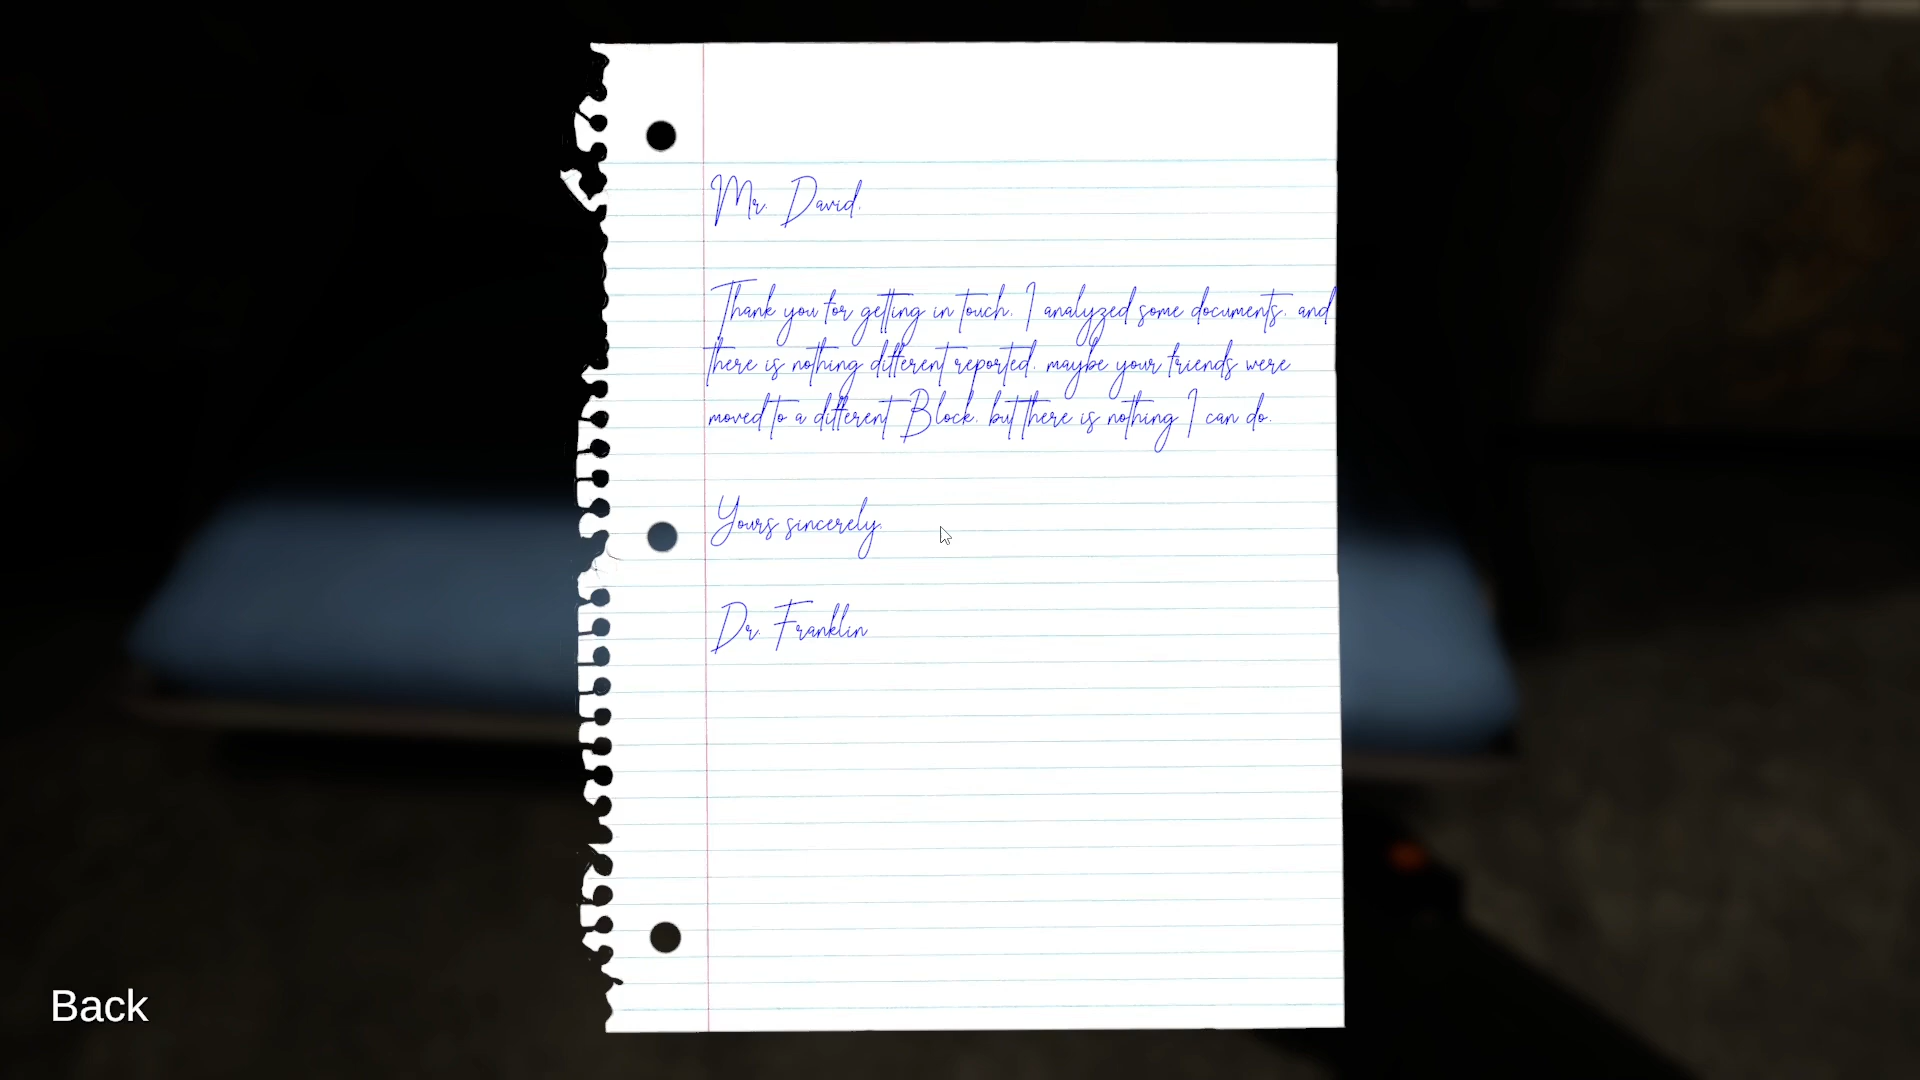 Mr. David,
Thank you for getting in touch. I analyzed some documents, and
there is nothing different reported, maybe your friends were
moved to a different Block, but there is nothing I can do.
Yours sincerely,
Dr. Franklin
Back